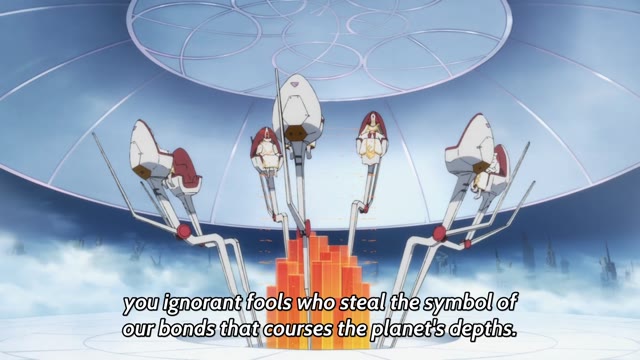 you ignorant fools who steal the symbol of
our bonds that courses the planet's depths.